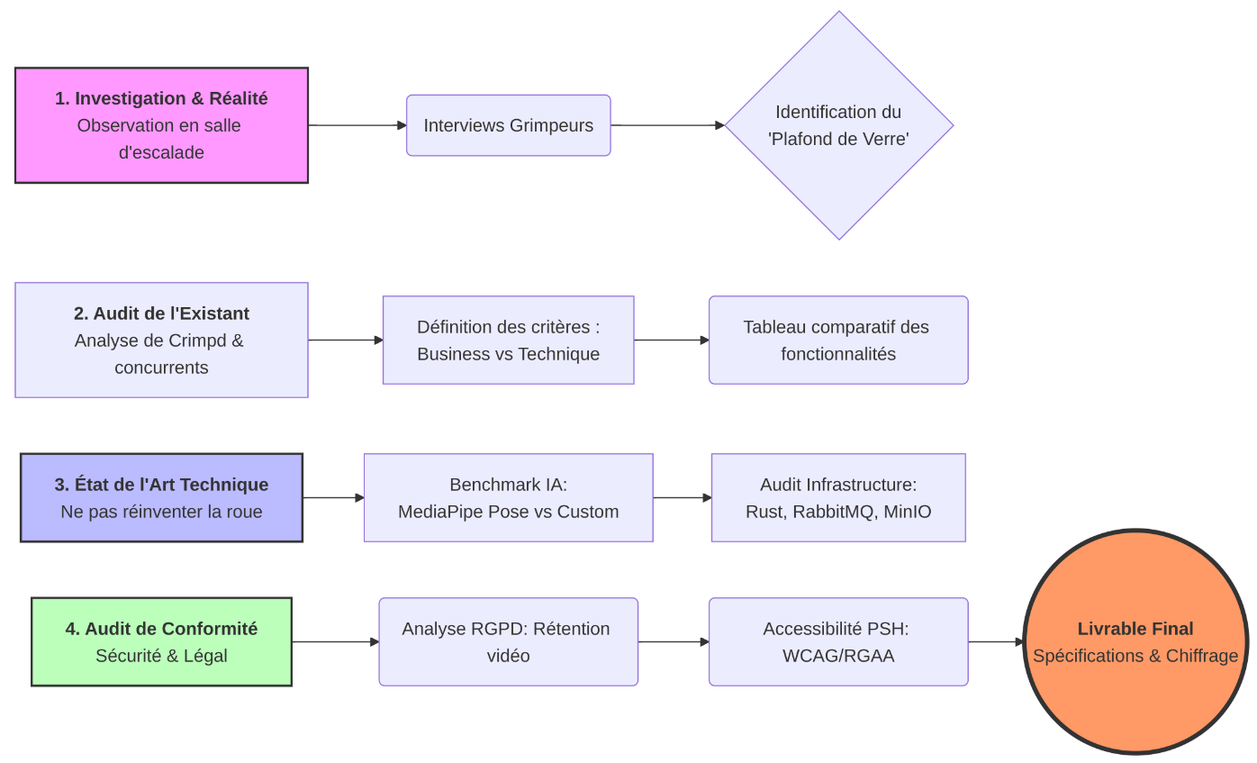 1. Investigation & Réalité
Observation en salle
d'escalade
Interviews Grimpeurs
Identification du
'Plafond de Verre'
2. Audit de l'Existant
Analyse de Crimpd &
concurrents
Définition des critères :
Business vs Technique
Tableau comparatif des
fonctionnalités
3. État de l'Art Technique
Ne pas réinventer la roue
Benchmark IA:
MediaPipe Pose vs Custom
Audit Infrastructure:
Rust, RabbitMQ, MinIO
4. Audit de Conformité
Sécurité & Légal
Analyse RGPD: Rétention
vidéo
Accessibilité PSH:
WCAG/RGAA
Livrable Final
Spécifications & Chiffrage